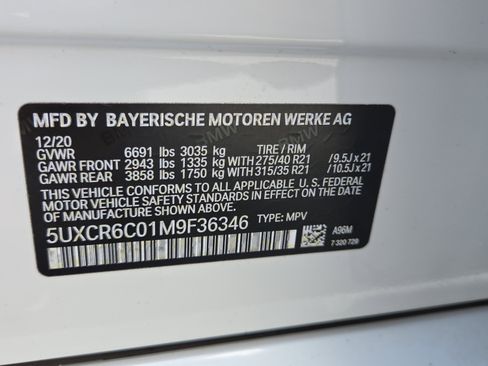 MFD BY BAYERISCHE MOTOREN WERKE AG
12/20
GVWR 6691 lbs 3035 kg TIRE / RIM
GAWR FRONT 2943 lbs 1335 kg WITH 275/40 R21 /9.5J x 21
GAWR REAR 3858 lbs 1750 kg WITH 315/35 R21 /10.5J x 21
THIS VEHICLE CONFORMS TO ALL APPLICABLE U.S. FEDERAL
MOTOR VEHICLE SAFETY STANDARDS IN EFFECT ON THE
DATE OF MANUFACTURE SHOWN ABOVE.
5UXCR6C01M9F36346 TYPE: MPV
A96M
7 320 729